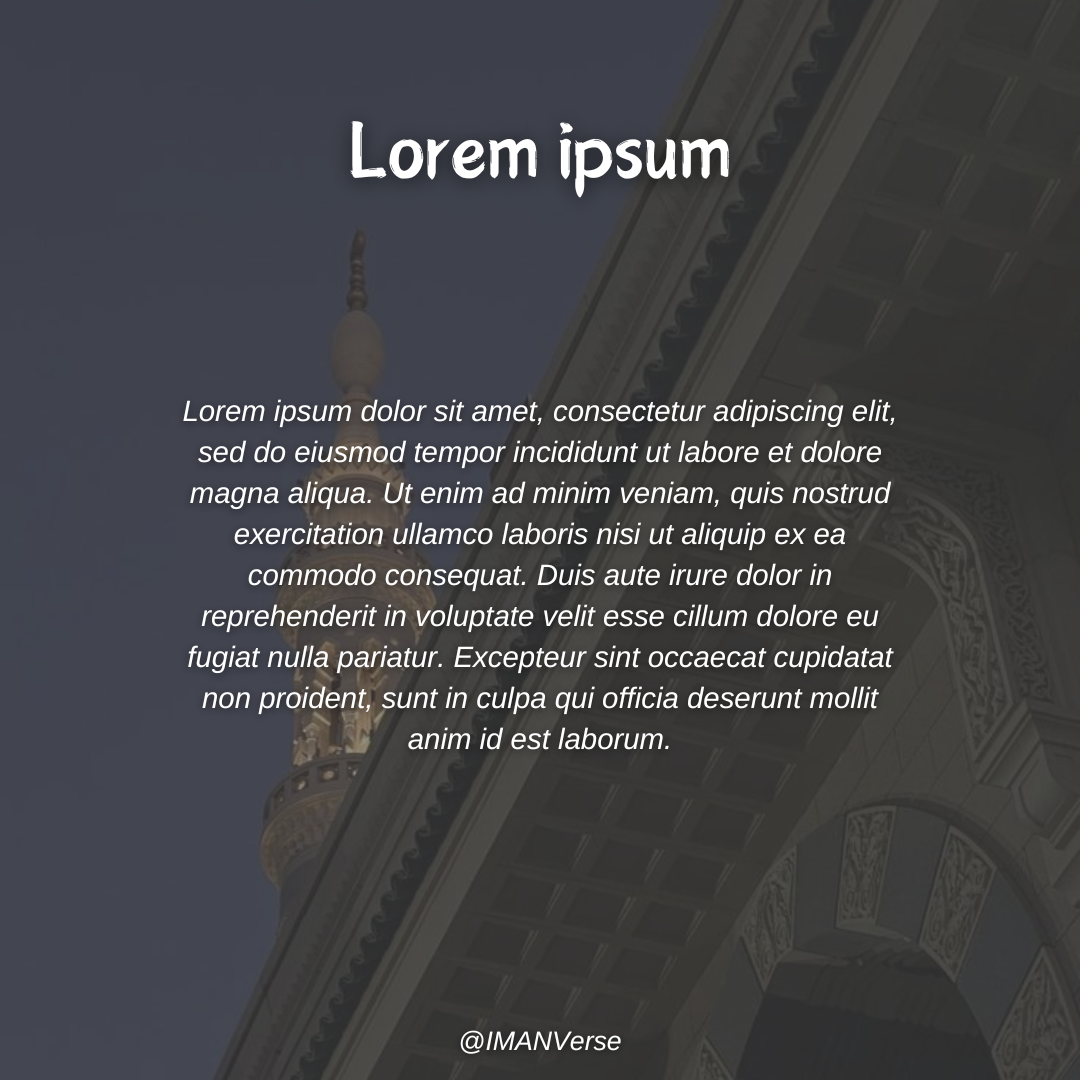 Lorem ipsum
Lorem ipsum dolor sit amet, consectetur adipiscing elit,
sed do eiusmod tempor incididunt ut labore et dolore
magna aliqua. Ut enim ad minim veniam, quis nostrud
exercitation ullamco laboris nisi ut aliquip ex ea
commodo consequat. Duis aute irure dolor in
reprehenderit in voluptate velit esse cillum dolore eu
fugiat nulla pariatur. Excepteur sint occaecat cupidatat
non proident, sunt in culpa qui officia deserunt mollit
anim id est laborum.
@IMANVerse